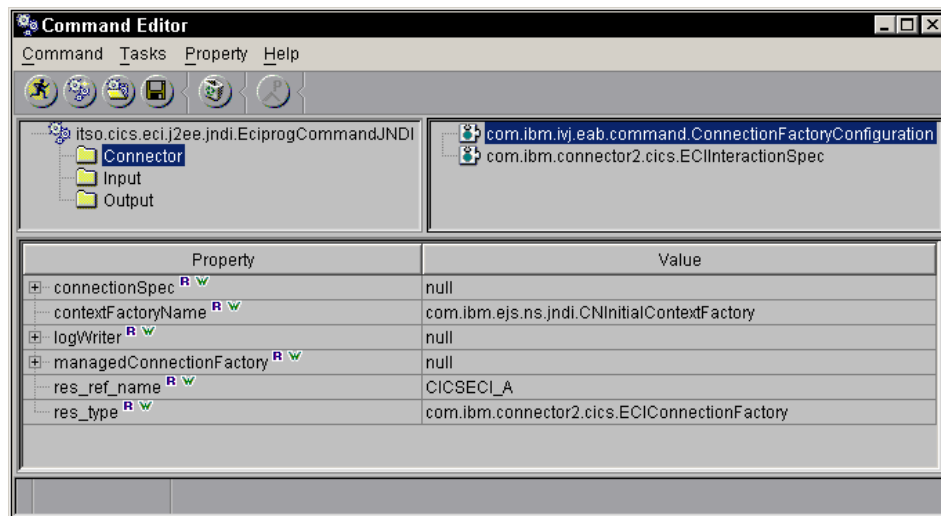 Command Editor
Command Tasks Property Help
itso.cics.eci.j2ee.jndi.EciprogCommandJNDI
Connector
Input
Output
com.ibm.ivj.eab.command.ConnectionFactoryConfiguration
com.ibm.connector2.cics.ECIInteractionSpec
Property Value
connectionSpec R W null
contextFactoryName R W com.ibm.ejs.ns.jndi.CNInitialContextFactory
logWriter R W null
managedConnectionFactory R W null
res_ref_name R W CICSECI_A
res_type R W com.ibm.connector2.cics.ECIConnectionFactory